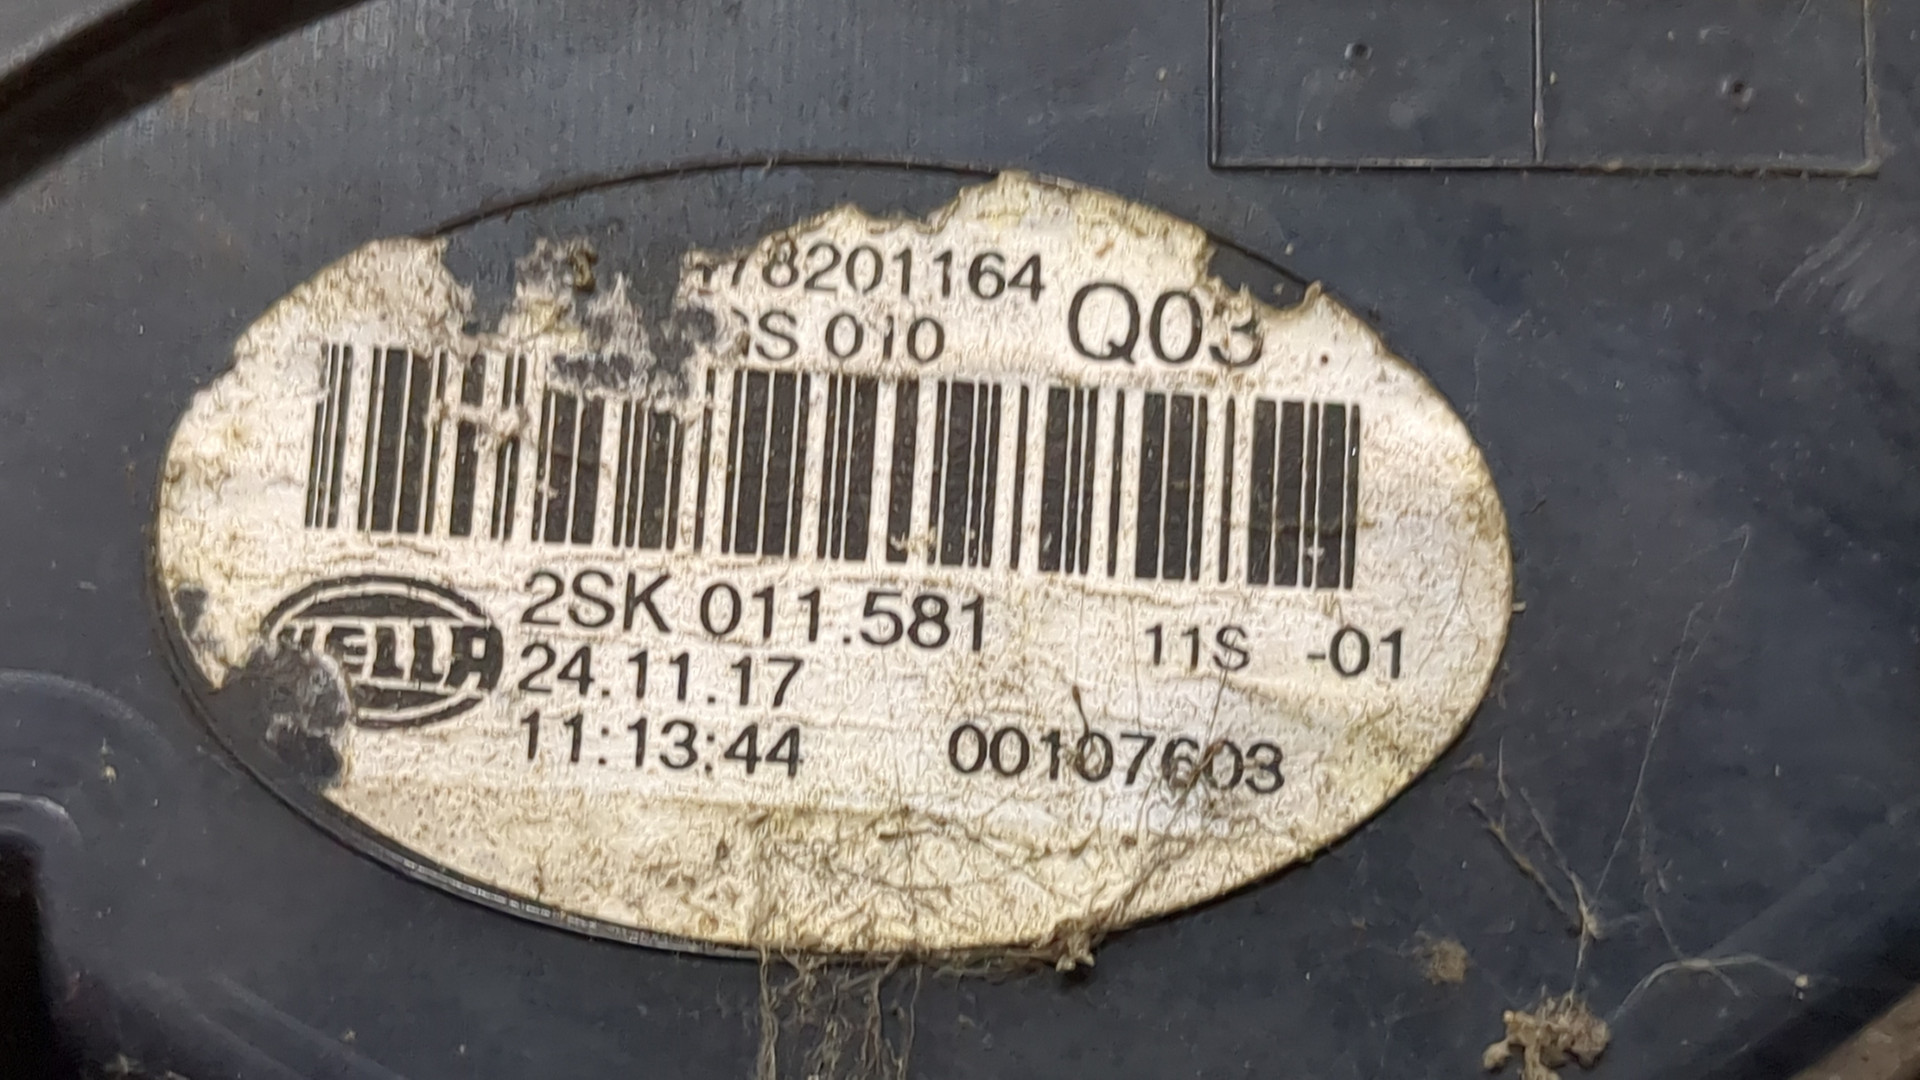 78201164
S 010 Q03
HELLA
2SK 011.581 11S -01
24.11.17
11:13:44 00107603